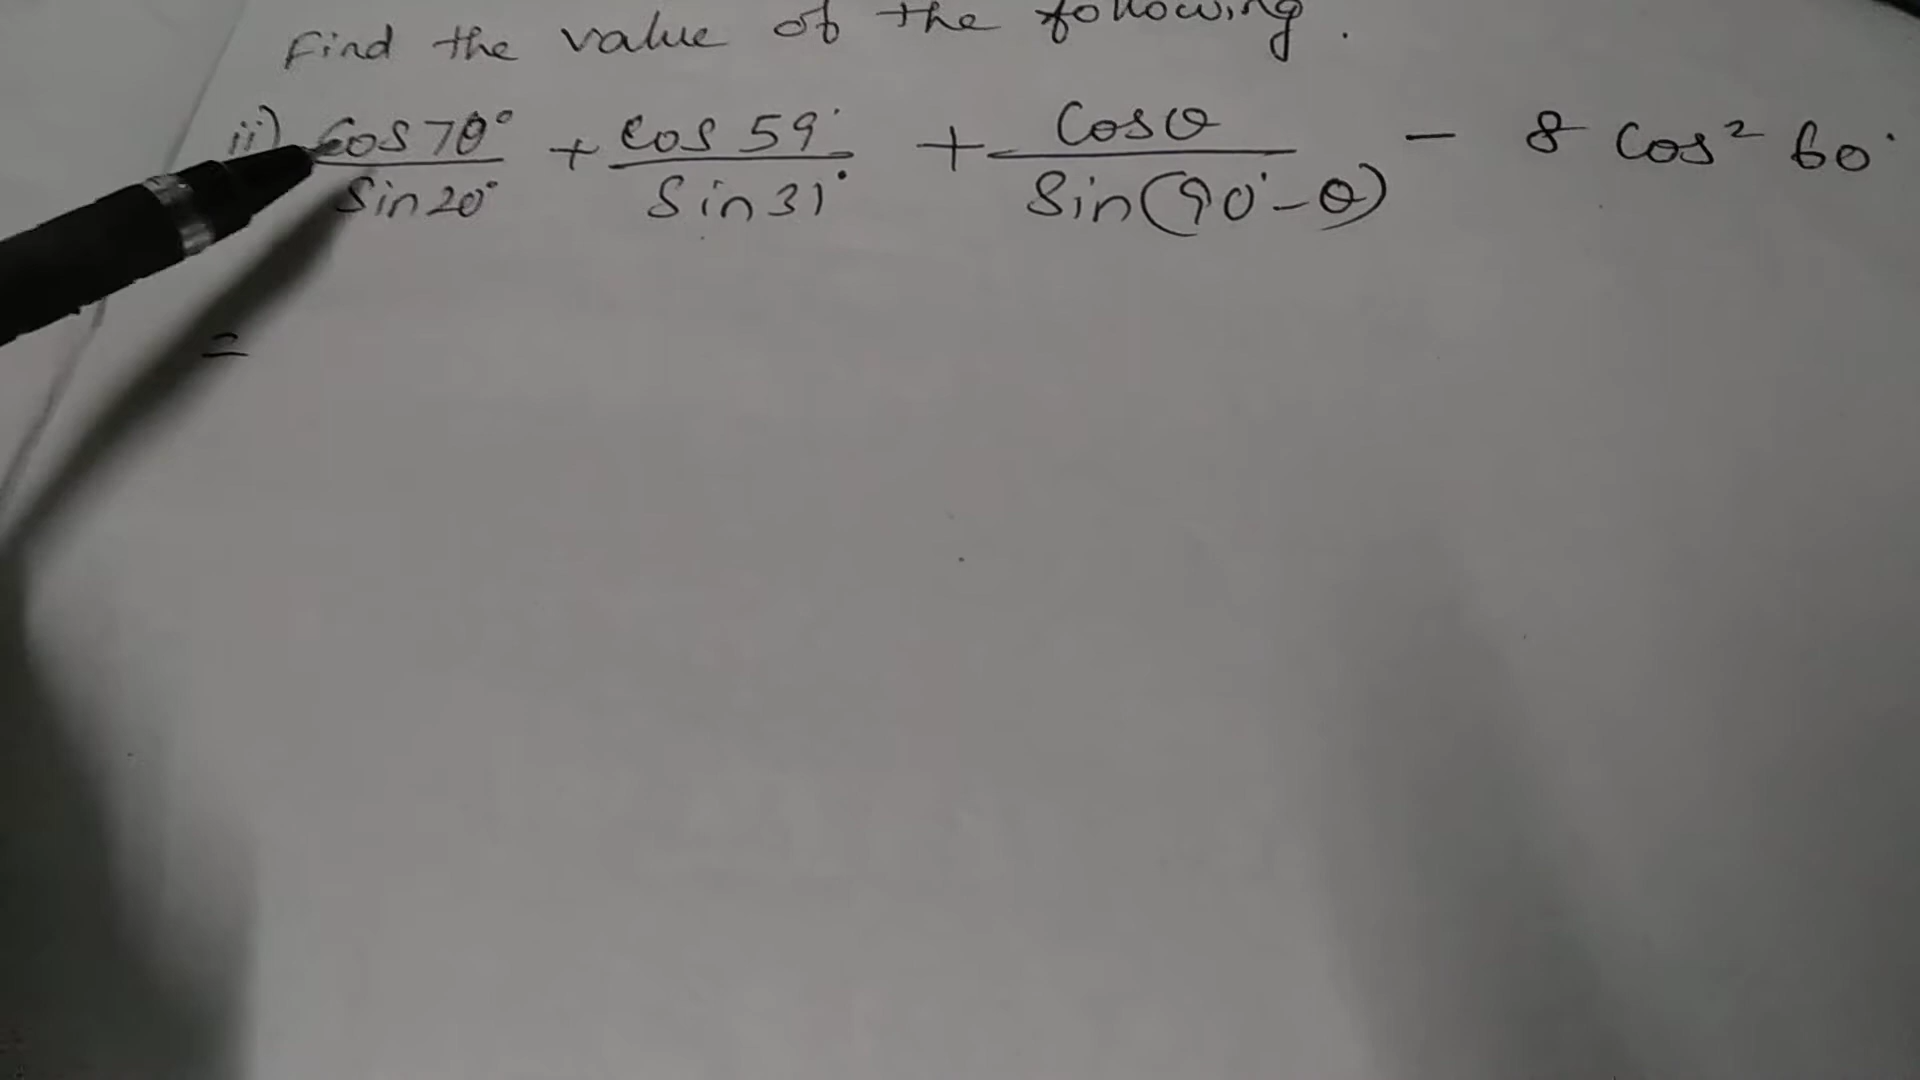 Find the value of the following.
ii) Cos 70° + Cos 59° + Cosθ - 8 Cos² 60°
Sin 20° Sin 31° Sin(90°-θ)
=